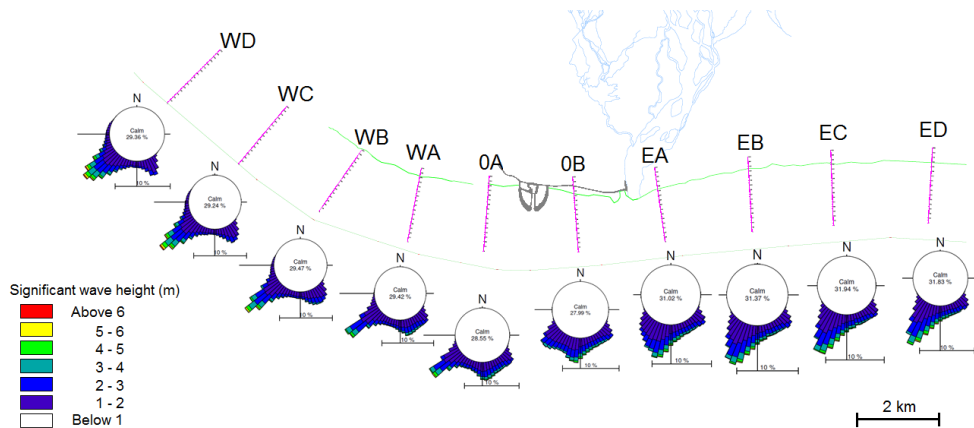 WD
WC
WB
WA
0A
0B
EA
EB
EC
ED
N
Calm
29.36 %
10 %
N
Calm
29.24 %
10 %
N
Calm
29.47 %
10 %
N
Calm
29.42 %
10 %
N
Calm
28.55 %
10 %
N
Calm
27.99 %
10 %
N
Calm
31.02 %
10 %
N
Calm
31.37 %
10 %
N
Calm
31.94 %
10 %
N
Calm
31.83 %
10 %
Significant wave height (m)
Above 6
5 - 6
4 - 5
3 - 4
2 - 3
1 - 2
Below 1
2 km